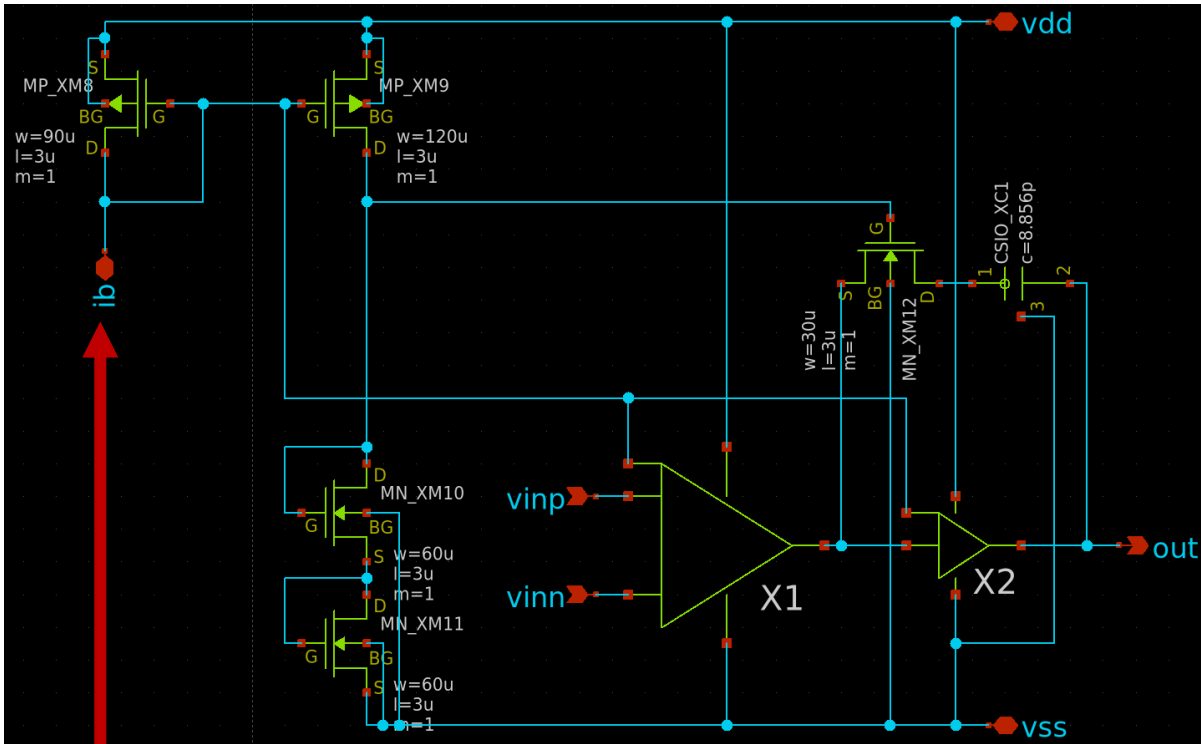 vdd
S
MP_XM8
BG
G
w=90u
l=3u
m=1
D
S
MP_XM9
G
BG
D
w=120u
l=3u
m=1
ib
G
S
BG
D
w=30u
l=3u
m=1
MN_XM12
CSIO_XC1
c=8.856p
1
2
3
D
MN_XM10
G
BG
S
w=60u
l=3u
m=1
D
MN_XM11
G
BG
S
w=60u
l=3u
m=1
vinp
vinn
X1
X2
out
vss